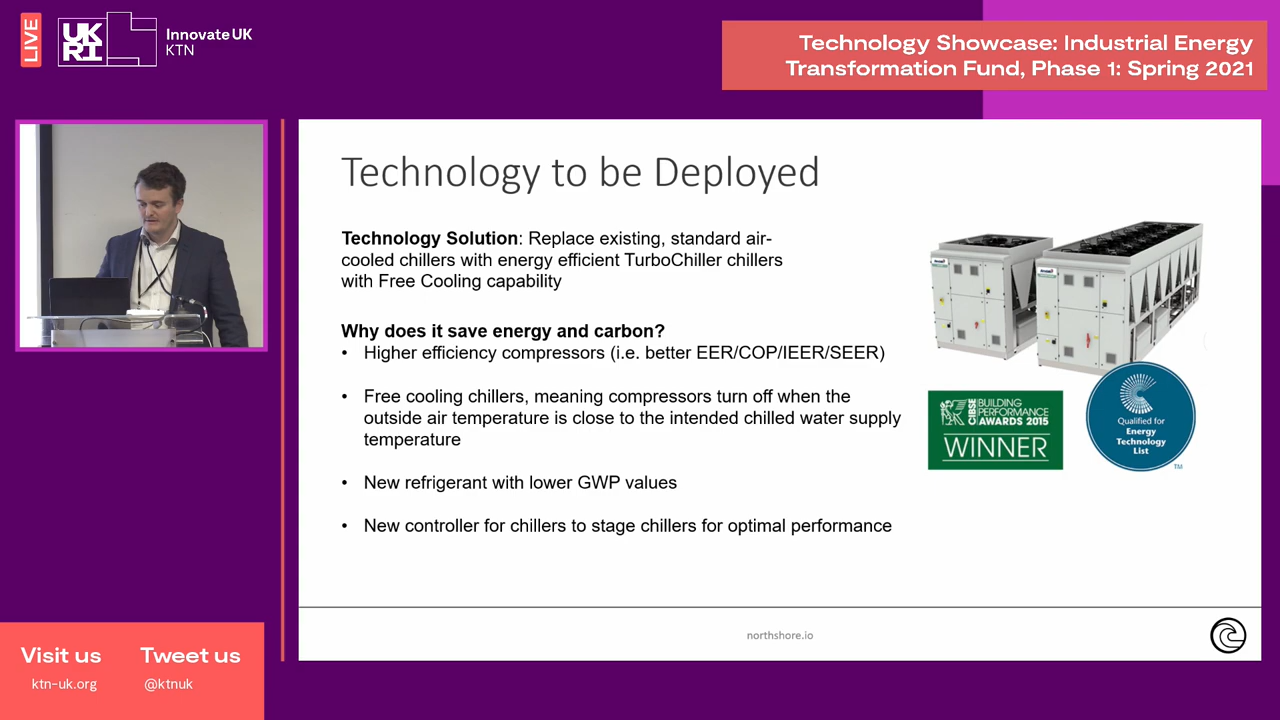 LIVE
UK
RI
Innovate UK
KTN
Technology Showcase: Industrial Energy
Transformation Fund, Phase 1: Spring 2021
Technology to be Deployed
Technology Solution: Replace existing, standard air-
cooled chillers with energy efficient TurboChiller chillers
with Free Cooling capability
Why does it save energy and carbon?
• Higher efficiency compressors (i.e. better EER/COP/IEER/SEER)
• Free cooling chillers, meaning compressors turn off when the
outside air temperature is close to the intended chilled water supply
temperature
• New refrigerant with lower GWP values
• New controller for chillers to stage chillers for optimal performance
CIBSE
BUILDING
PERFORMANCE
AWARDS 2015
WINNER
Qualified for
Energy
Technology
List
TM
northshore.io
Visit us
ktn-uk.org
Tweet us
@ktnuk